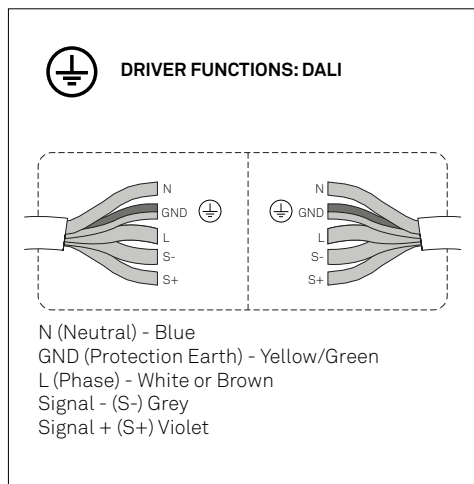 DRIVER FUNCTIONS: DALI
N N
GND GND
L L
S- S-
S+ S+
N (Neutral) - Blue
GND (Protection Earth) - Yellow/Green
L (Phase) - White or Brown
Signal - (S-) Grey
Signal + (S+) Violet